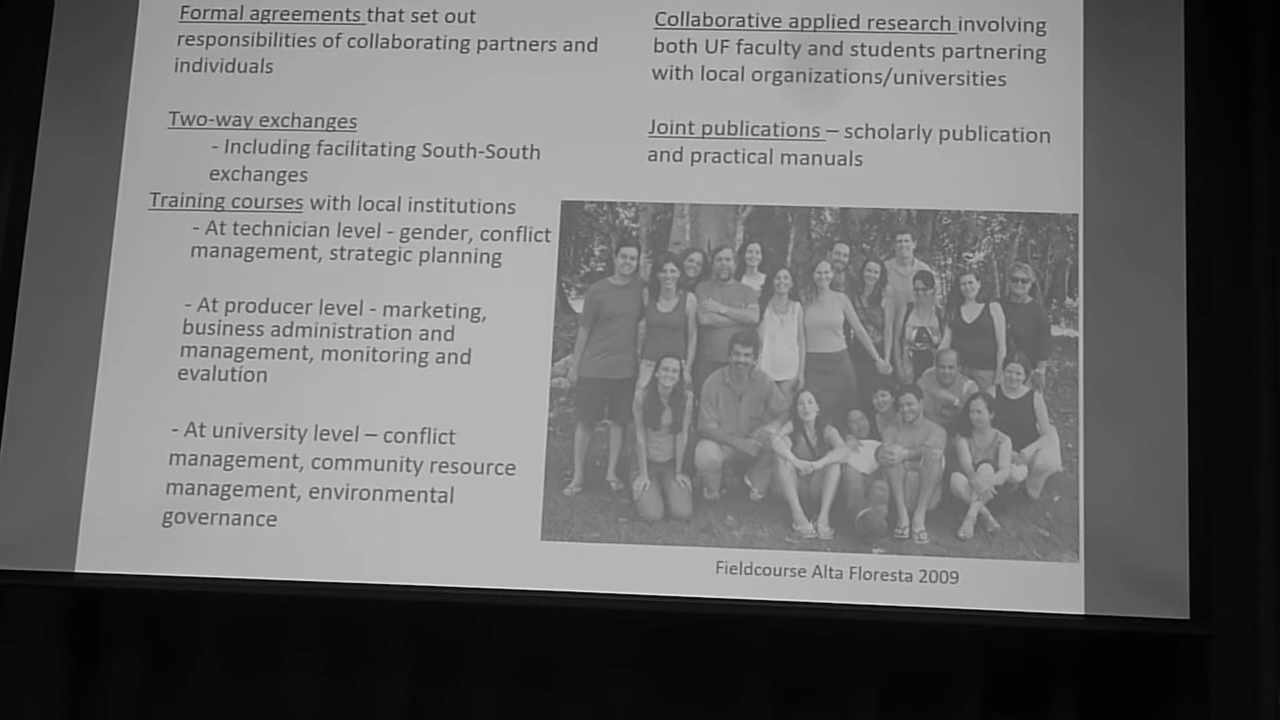 Formal agreements that set out
responsibilities of collaborating partners and
individuals
Two-way exchanges
- Including facilitating South-South
exchanges
Training courses with local institutions
- At technician level - gender, conflict
management, strategic planning
- At producer level - marketing,
business administration and
management, monitoring and
evalution
- At university level – conflict
management, community resource
management, environmental
governance
Collaborative applied research involving
both UF faculty and students partnering
with local organizations/universities
Joint publications – scholarly publication
and practical manuals
Fieldcourse Alta Floresta 2009